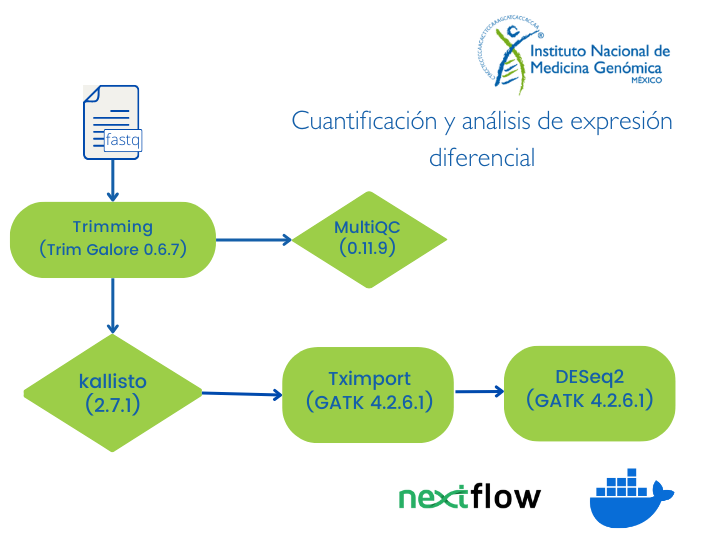 Instituto Nacional de
Medicina Genómica
MÉXICO
Cuantificación y análisis de expresión
diferencial
fastq
Trimming
(Trim Galore 0.6.7)
MultiQC
(0.11.9)
kallisto
(2.7.1)
Tximport
(GATK 4.2.6.1)
DESeq2
(GATK 4.2.6.1)
nextflow